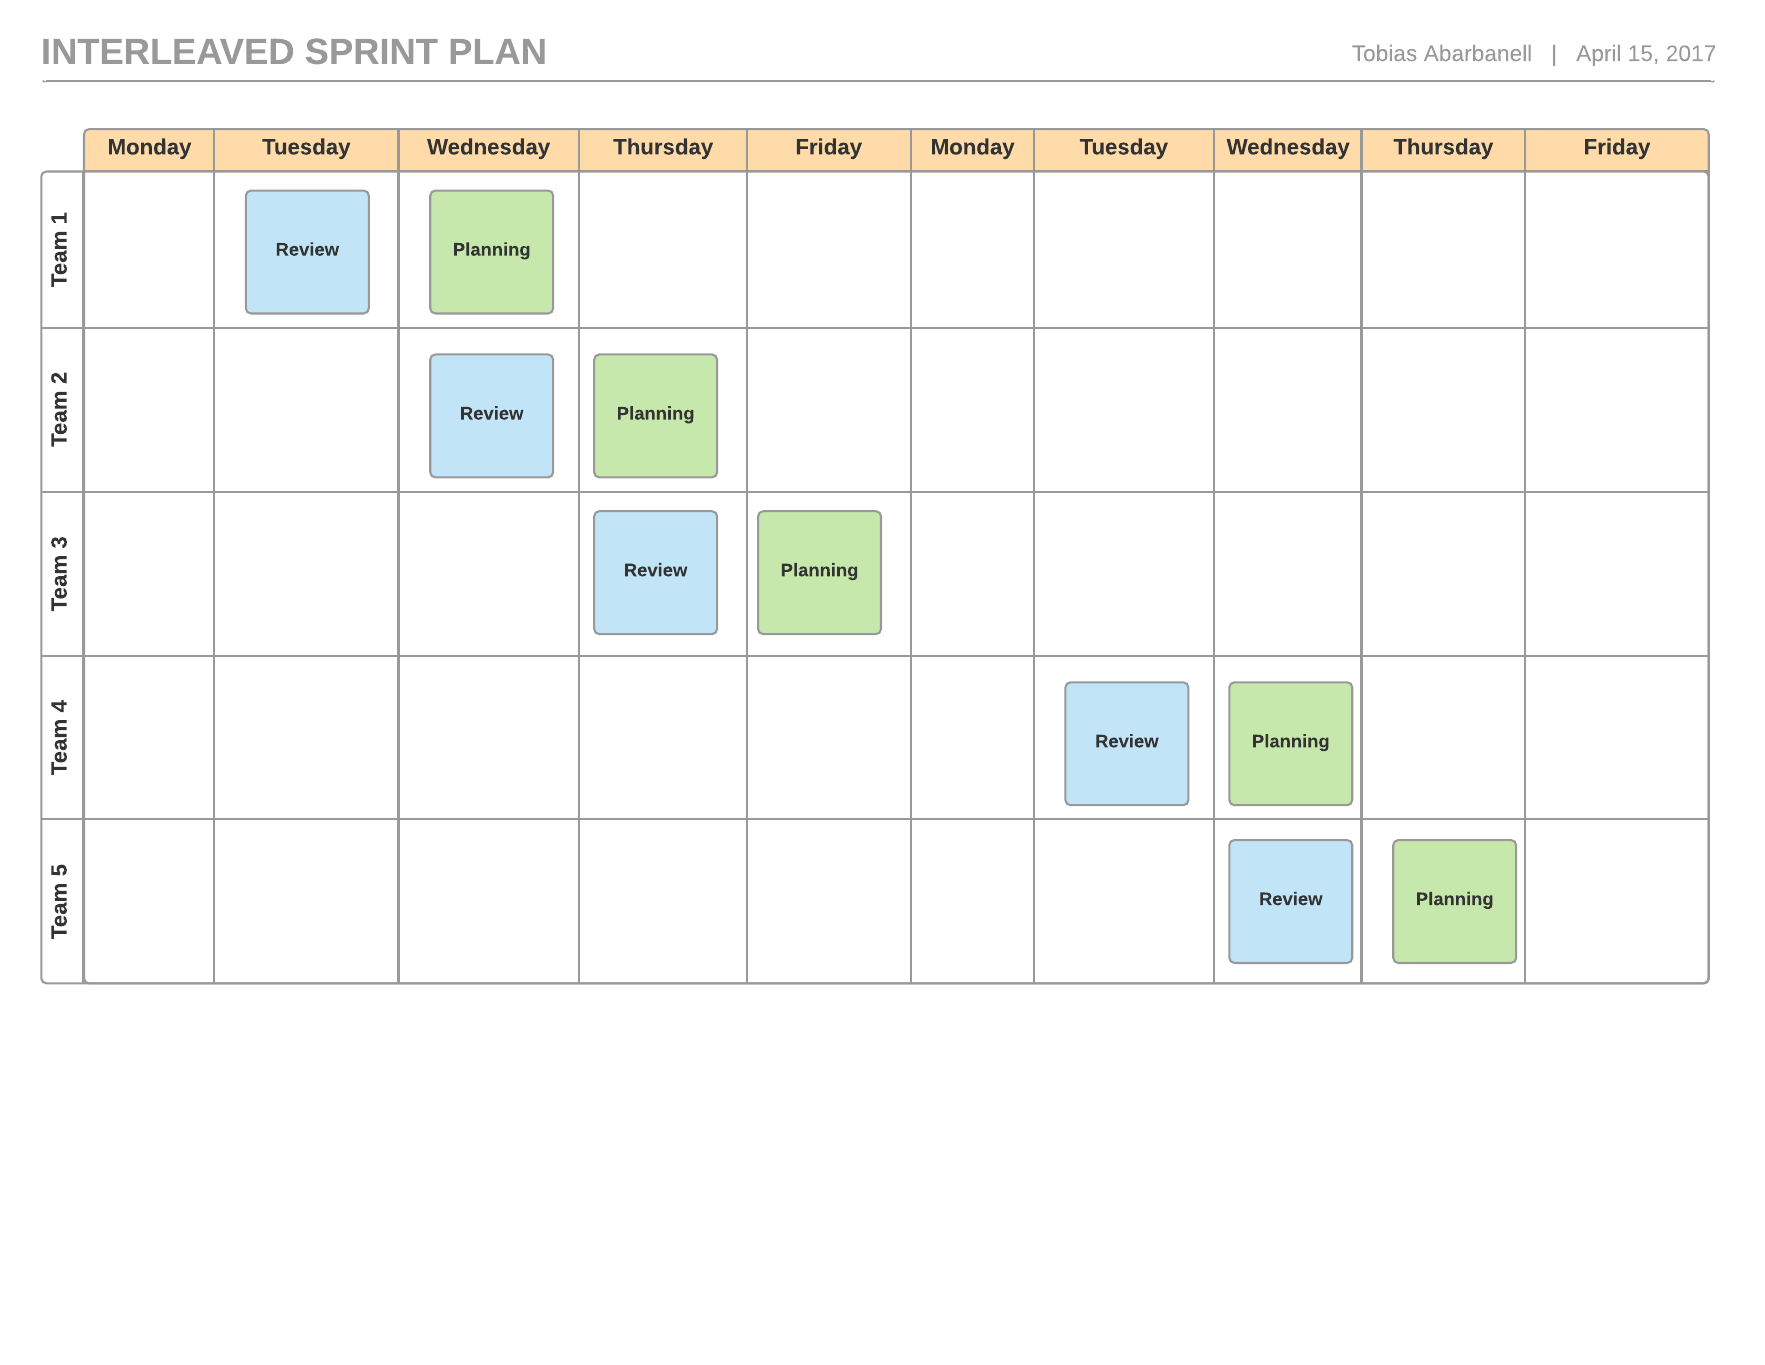 INTERLEAVED SPRINT PLAN
Tobias Abarbanell | April 15, 2017
Monday Tuesday Wednesday Thursday Friday Monday Tuesday Wednesday Thursday Friday
Team 1 Review Planning
Team 2 Review Planning
Team 3 Review Planning
Team 4 Review Planning
Team 5 Review Planning